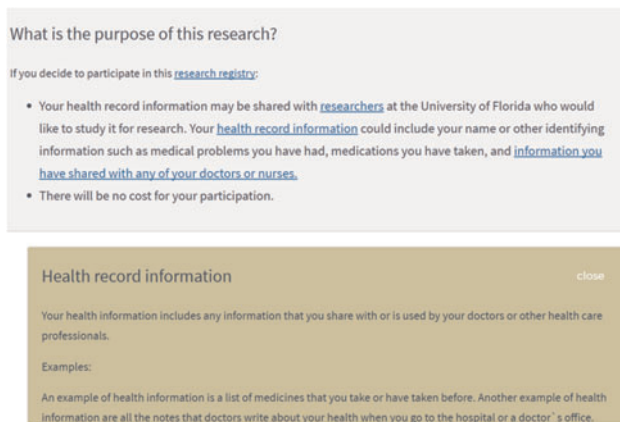 What is the purpose of this research?
If you decide to participate in this research registry:
• Your health record information may be shared with researchers at the University of Florida who would
like to study it for research. Your health record information could include your name or other identifying
information such as medical problems you have had, medications you have taken, and information you
have shared with any of your doctors or nurses.
• There will be no cost for your participation.
Health record information
close
Your health information includes any information that you share with or is used by your doctors or other health care
professionals.
Examples:
An example of health information is a list of medicines that you take or have taken before. Another example of health
information are all the notes that doctors write about your health when you go to the hospital or a doctor`s office.